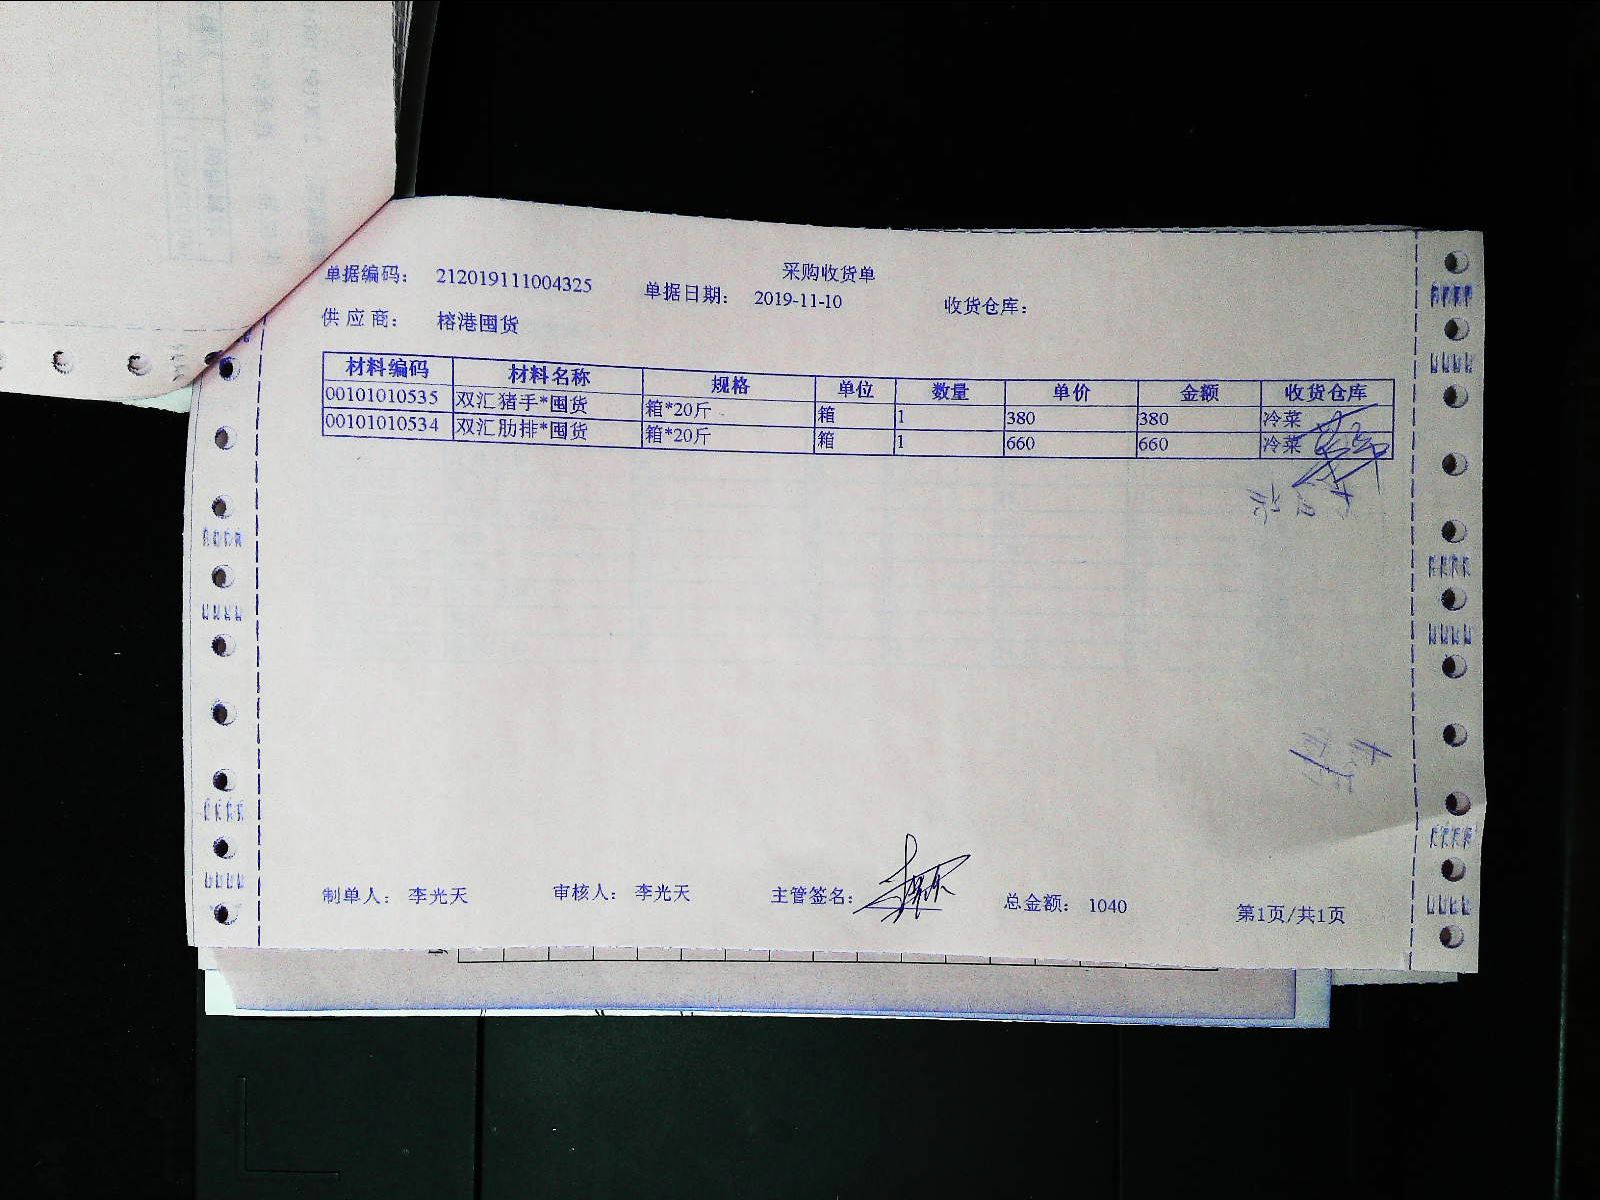 采购收货单
单据编码： 212019111004325 单据日期： 2019-11-10 收货仓库：
供应商： 榕港囤货
材料编码 材料名称 规格 单位 数量 单价 金额 收货仓库
00101010535 双汇猪手*囤货 箱*20斤 箱 1 380 380 冷菜
00101010534 双汇肋排*囤货 箱*20斤 箱 1 660 660 冷菜
制单人： 李光天 审核人： 李光天 主管签名： 总金额： 1040 第1页/共1页